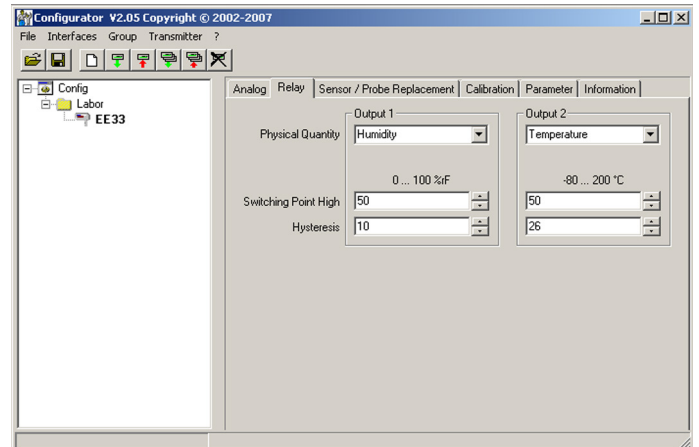 Configurator V2.05 Copyright © 2002-2007
File Interfaces Group Transmitter ?
Config
Labor
EE33
Analog Relay Sensor / Probe Replacement Calibration Parameter Information
Output 1 Output 2
Physical Quantity Humidity Temperature
0 ... 100 %rF -80 ... 200 °C
Switching Point High 50 50
Hysteresis 10 26